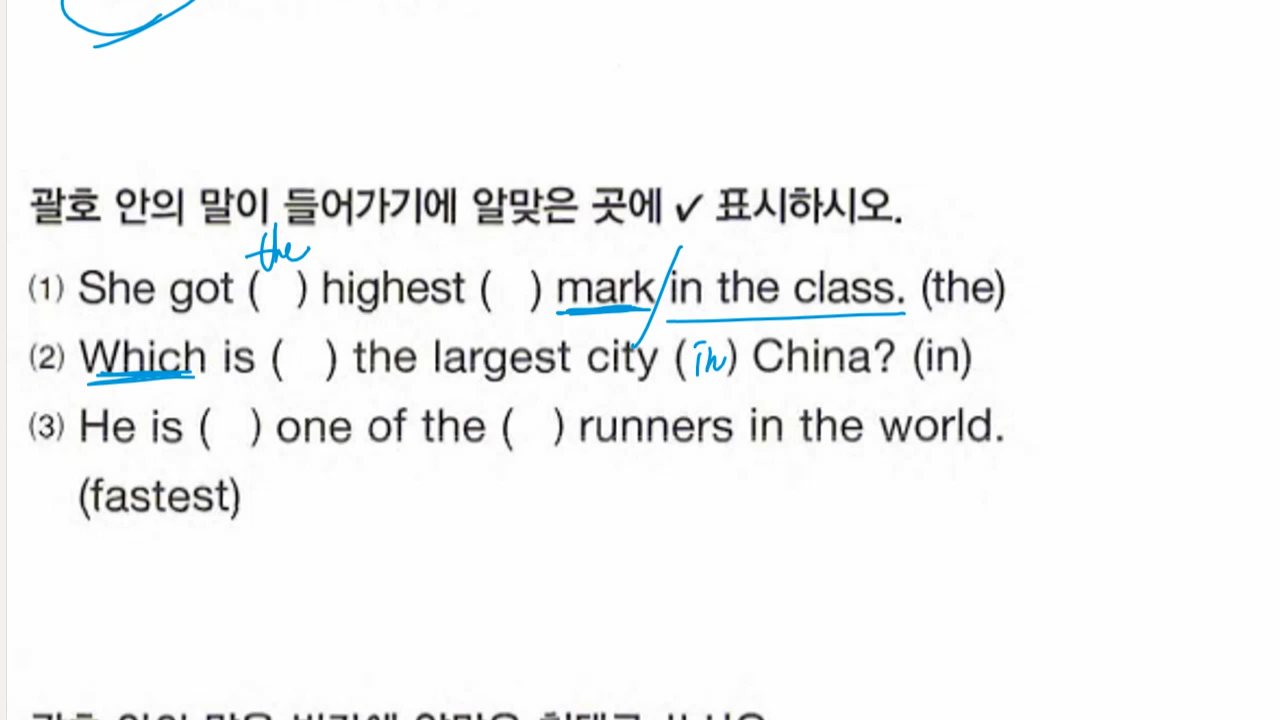 괄호 안의 말이 들어가기에 알맞은 곳에 ✓ 표시하시오.
the
(1) She got ( ) highest ( ) mark in the class. (the)
(2) Which is ( ) the largest city (in) China? (in)
(3) He is ( ) one of the ( ) runners in the world.
(fastest)